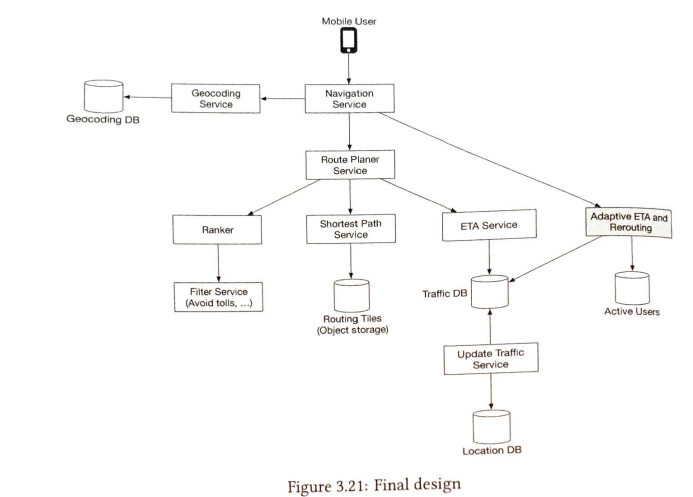 Mobile User
Geocoding
Service
Navigation
Service
Geocoding DB
Route Planer
Service
Ranker
Shortest Path
Service
ETA Service
Adaptive ETA and
Rerouting
Filter Service
(Avoid tolls, ...)
Routing Tiles
(Object storage)
Traffic DB
Active Users
Update Traffic
Service
Location DB
Figure 3.21: Final design